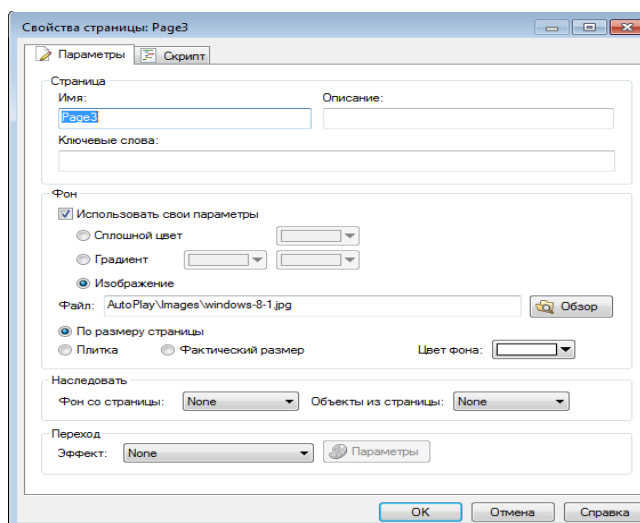 Свойства страницы: Page3
Параметры Скрипт
Страница
Имя: Описание:
Page3
Ключевые слова:
Фон
Использовать свои параметры
Сплошной цвет
Градиент
Изображение
Файл: AutoPlay\Images\windows-8-1.jpg Обзор
По размеру страницы
Плитка Фактический размер Цвет фона:
Наследовать
Фон со страницы: None Объекты из страницы: None
Переход
Эффект: None Параметры
OK Отмена Справка